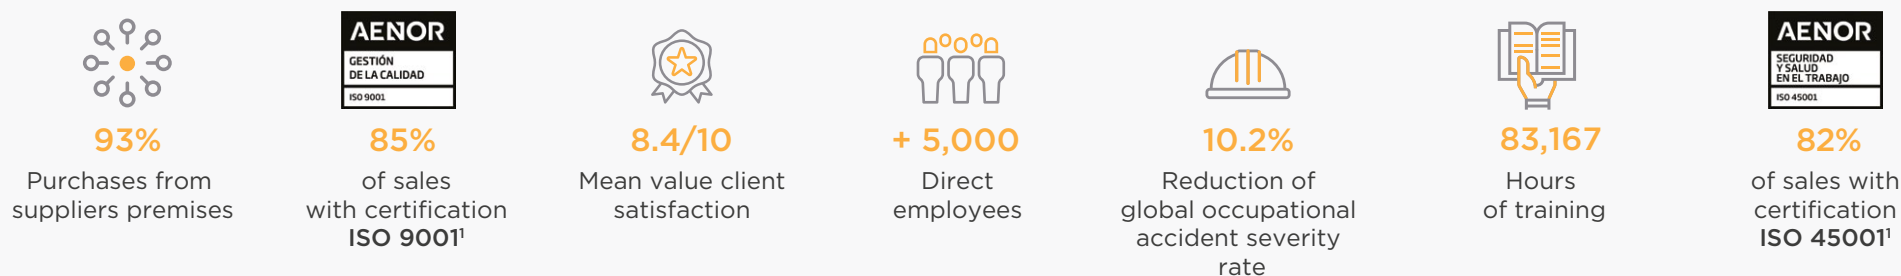 93%
Purchases from
suppliers premises
AENOR
GESTIÓN
DE LA CALIDAD
ISO 9001
85%
of sales
with certification
ISO 9001¹
8.4/10
Mean value client
satisfaction
+ 5,000
Direct
employees
10.2%
Reduction of
global occupational
accident severity
rate
83,167
Hours
of training
AENOR
SEGURIDAD
Y SALUD
EN EL TRABAJO
ISO 45001
82%
of sales with
certification
ISO 45001¹